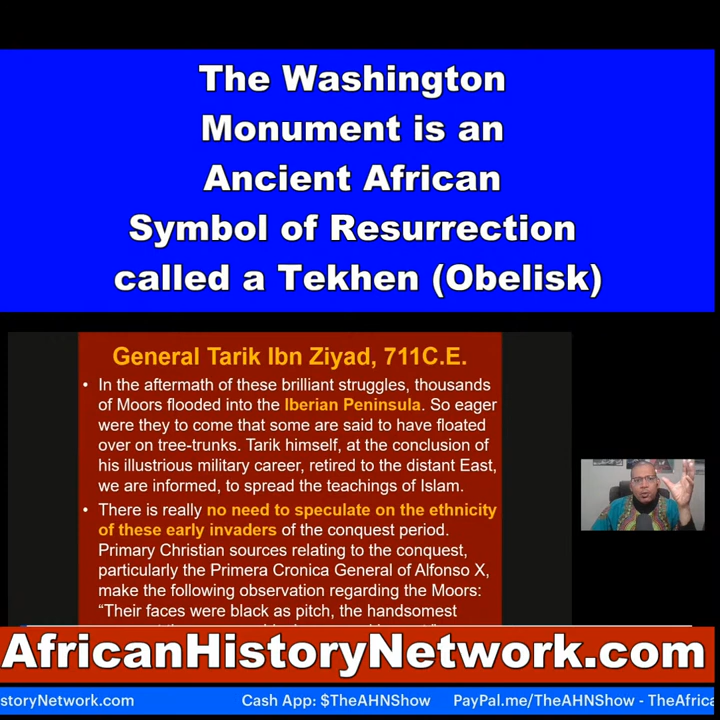 The Washington
Monument is an
Ancient African
Symbol of Resurrection
called a Tekhen (Obelisk)
General Tarik Ibn Ziyad, 711C.E.
• In the aftermath of these brilliant struggles, thousands
of Moors flooded into the Iberian Peninsula. So eager
were they to come that some are said to have floated
over on tree-trunks. Tarik himself, at the conclusion of
his illustrious military career, retired to the distant East,
we are informed, to spread the teachings of Islam.
• There is really no need to speculate on the ethnicity
of these early invaders of the conquest period.
Primary Christian sources relating to the conquest,
particularly the Primera Cronica General of Alfonso X,
make the following observation regarding the Moors:
“Their faces were black as pitch, the handsomest
AfricanHistoryNetwork.com
storyNetwork.com Cash App: $TheAHNShow PayPal.me/TheAHNShow - TheAfrica